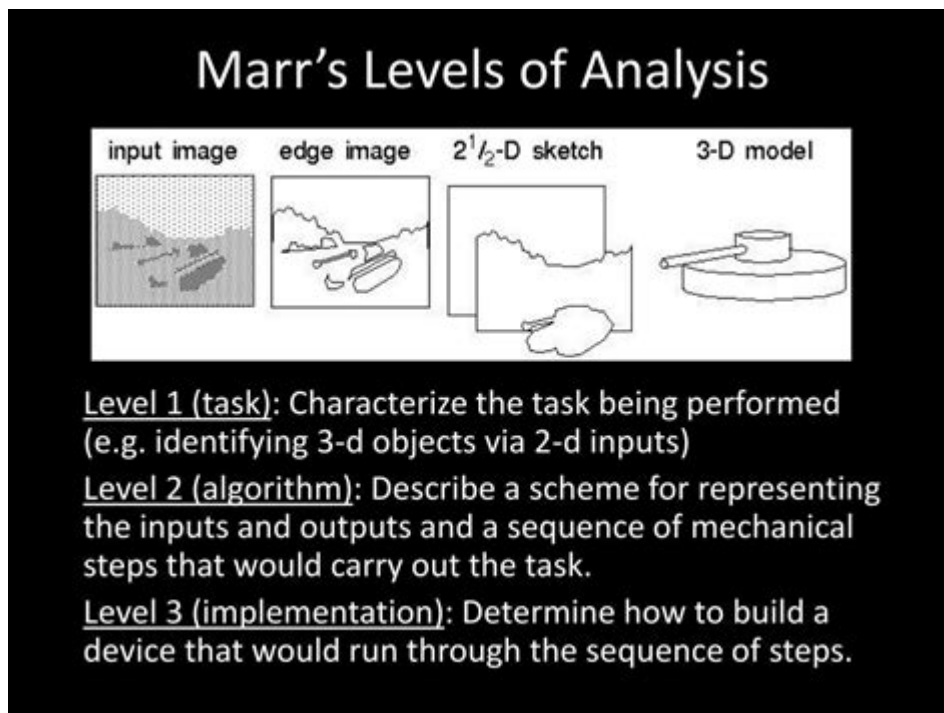 Marr's Levels of Analysis
input image edge image 2 1/2-D sketch 3-D model
Level 1 (task): Characterize the task being performed
(e.g. identifying 3-d objects via 2-d inputs)
Level 2 (algorithm): Describe a scheme for representing
the inputs and outputs and a sequence of mechanical
steps that would carry out the task.
Level 3 (implementation): Determine how to build a
device that would run through the sequence of steps.